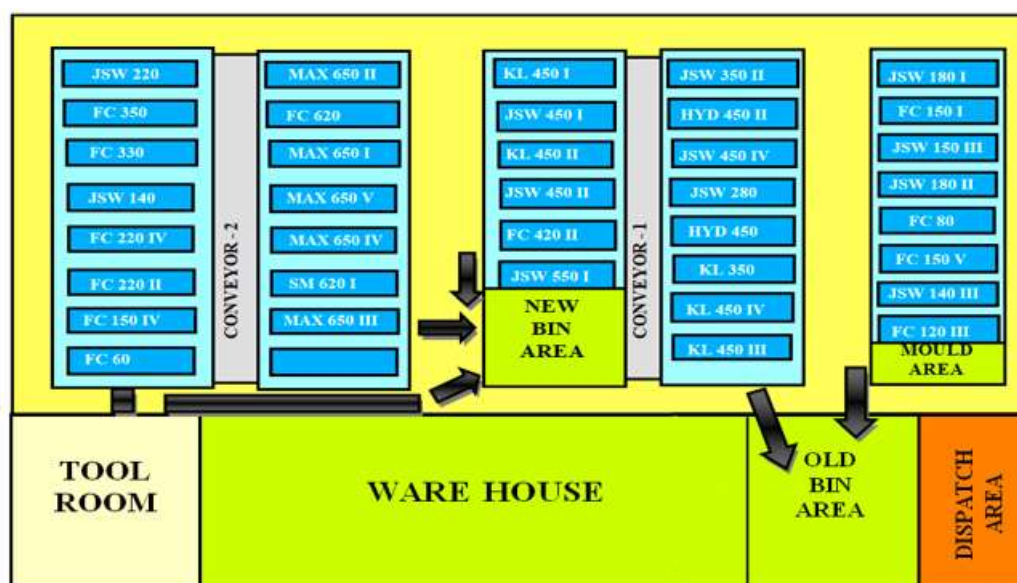 JSW 220
FC 350
FC 330
JSW 140
FC 220 IV
FC 220 II
FC 150 IV
FC 60
CONVEYOR - 2
MAX 650 II
FC 620
MAX 650 I
MAX 650 V
MAX 650 IV
SM 620 I
MAX 650 III
KL 450 I
JSW 450 I
KL 450 II
JSW 450 II
FC 420 II
JSW 550 I
NEW
BIN
AREA
CONVEYOR - 1
JSW 350 II
HYD 450 II
JSW 450 IV
JSW 280
HYD 450
KL 350
KL 450 IV
KL 450 III
JSW 180 I
FC 150 I
JSW 150 III
JSW 180 II
FC 80
FC 150 V
JSW 140 III
FC 120 III
MOULD
AREA
TOOL
ROOM
WARE HOUSE
OLD
BIN
AREA
DISPATCH
AREA